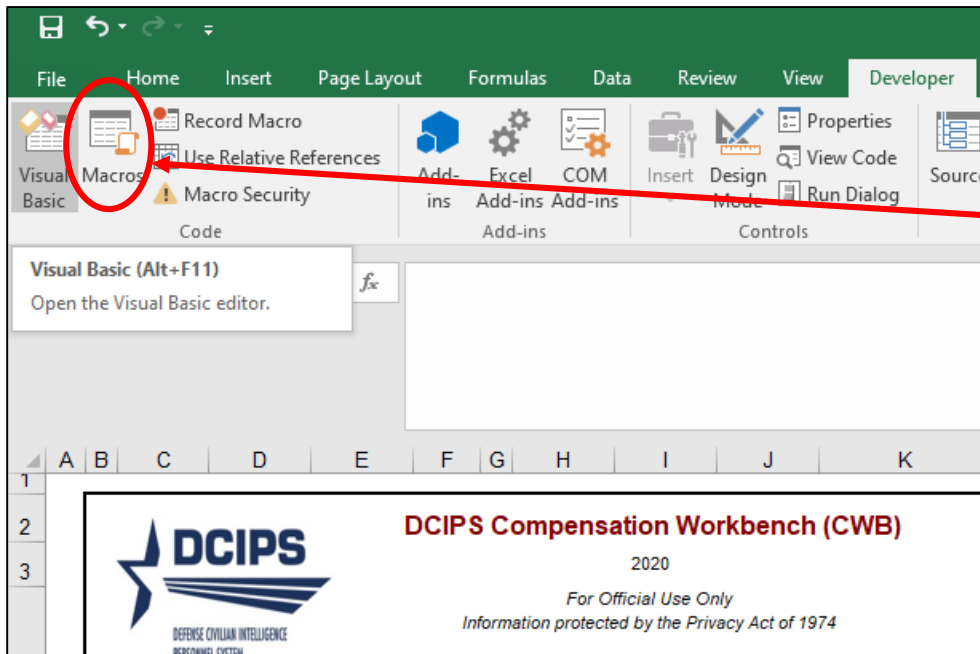 File Home Insert Page Layout Formulas Data Review View Developer
Visual Basic
Macros
Record Macro
Use Relative References
Macro Security
Code
Add-ins
Excel Add-ins
COM Add-ins
Add-ins
Insert
Design Mode
Properties
View Code
Run Dialog
Controls
Visual Basic (Alt+F11)
Open the Visual Basic editor.
fx
A B C D E F G H I J K
1
2
3
DCIPS
DEFENSE CIVILIAN INTELLIGENCE
PERSONNEL SYSTEM
DCIPS Compensation Workbench (CWB)
2020
For Official Use Only
Information protected by the Privacy Act of 1974